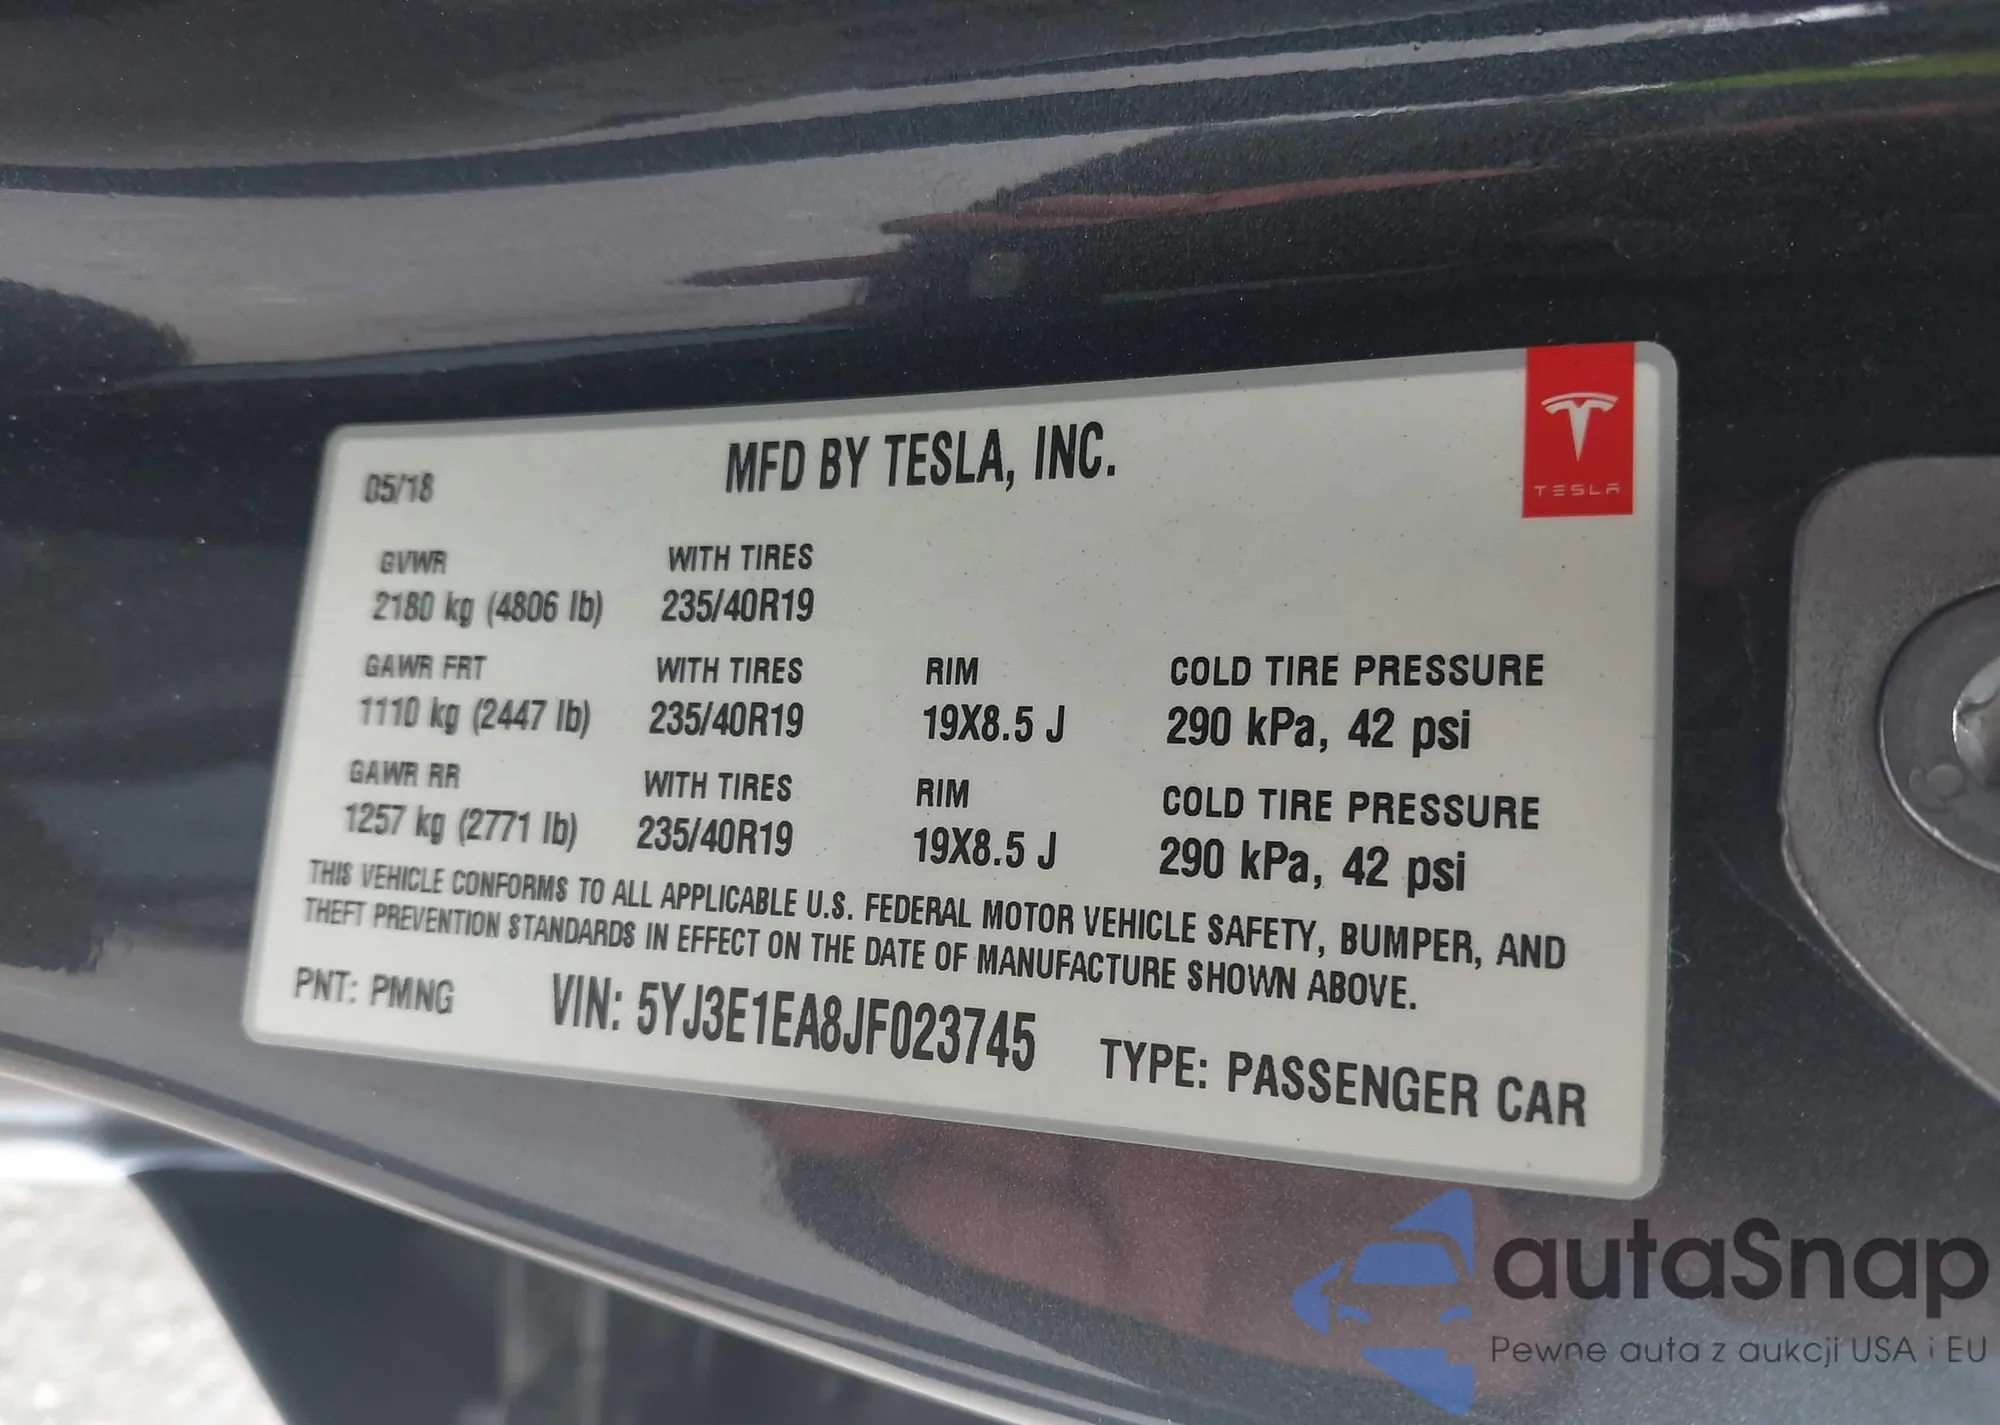 05/18 MFD BY TESLA, INC.
TESLA
GVWR WITH TIRES
2180 kg (4806 lb) 235/40R19
GAWR FRT WITH TIRES RIM COLD TIRE PRESSURE
1110 kg (2447 lb) 235/40R19 19X8.5 J 290 kPa, 42 psi
GAWR RR WITH TIRES RIM COLD TIRE PRESSURE
1257 kg (2771 lb) 235/40R19 19X8.5 J 290 kPa, 42 psi
THIS VEHICLE CONFORMS TO ALL APPLICABLE U.S. FEDERAL MOTOR VEHICLE SAFETY, BUMPER, AND
THEFT PREVENTION STANDARDS IN EFFECT ON THE DATE OF MANUFACTURE SHOWN ABOVE.
PNT: PMNG VIN: 5YJ3E1EA8JF023745 TYPE: PASSENGER CAR
autaSnap
Pewne auta z aukcji USA i EU